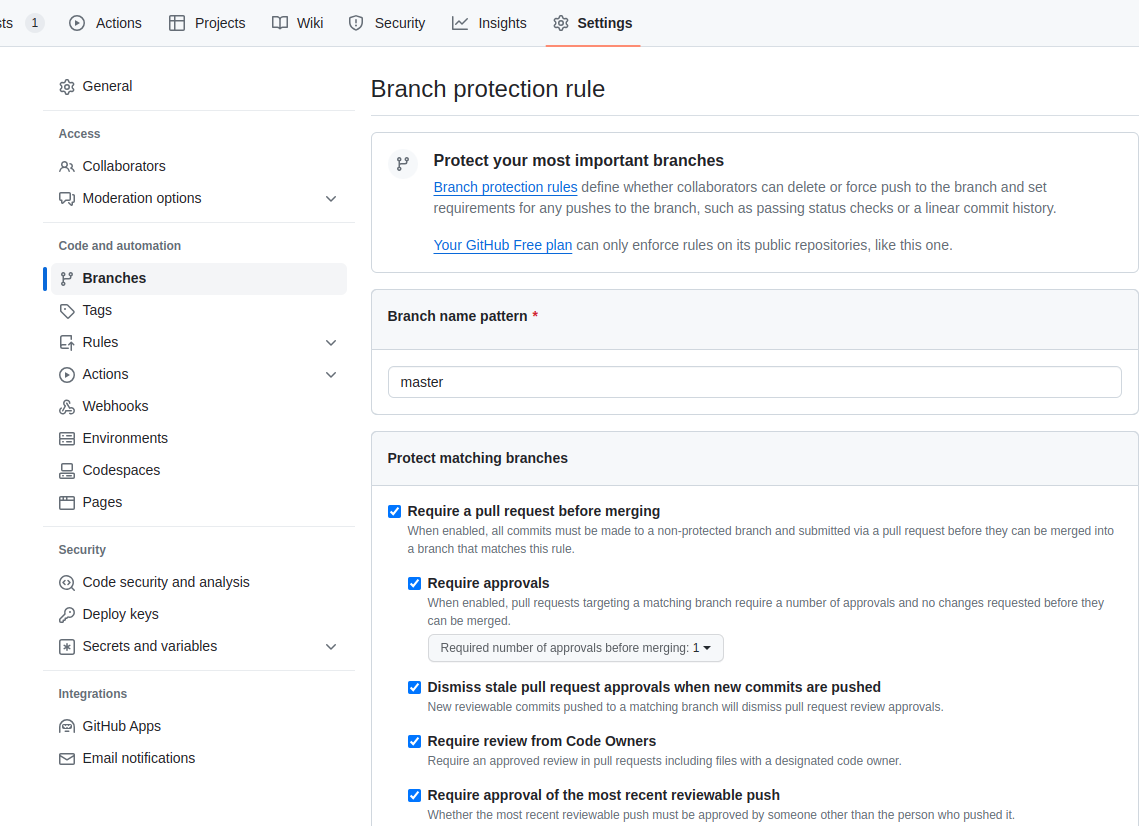 sts 1 Actions Projects Wiki Security Insights Settings
General
Access
Collaborators
Moderation options
Code and automation
Branches
Tags
Rules
Actions
Webhooks
Environments
Codespaces
Pages
Security
Code security and analysis
Deploy keys
Secrets and variables
Integrations
GitHub Apps
Email notifications
Branch protection rule
Protect your most important branches
Branch protection rules define whether collaborators can delete or force push to the branch and set
requirements for any pushes to the branch, such as passing status checks or a linear commit history.
Your GitHub Free plan can only enforce rules on its public repositories, like this one.
Branch name pattern *
master
Protect matching branches
Require a pull request before merging
When enabled, all commits must be made to a non-protected branch and submitted via a pull request before they can be merged into
a branch that matches this rule.
Require approvals
When enabled, pull requests targeting a matching branch require a number of approvals and no changes requested before they
can be merged.
Required number of approvals before merging: 1
Dismiss stale pull request approvals when new commits are pushed
New reviewable commits pushed to a matching branch will dismiss pull request review approvals.
Require review from Code Owners
Require an approved review in pull requests including files with a designated code owner.
Require approval of the most recent reviewable push
Whether the most recent reviewable push must be approved by someone other than the person who pushed it.